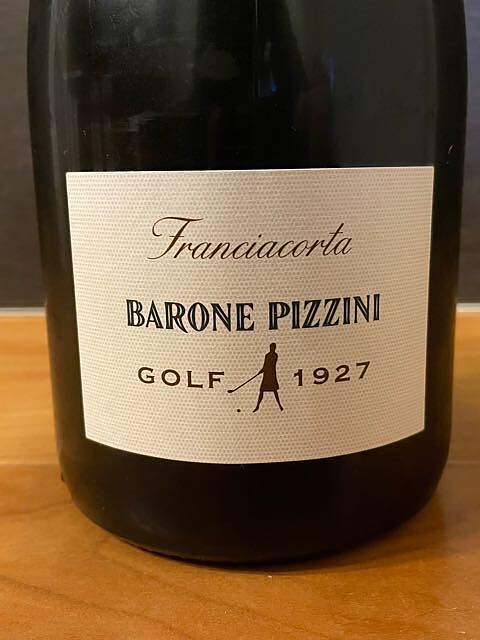 Franciacorta
BARONE PIZZINI
GOLF 1927